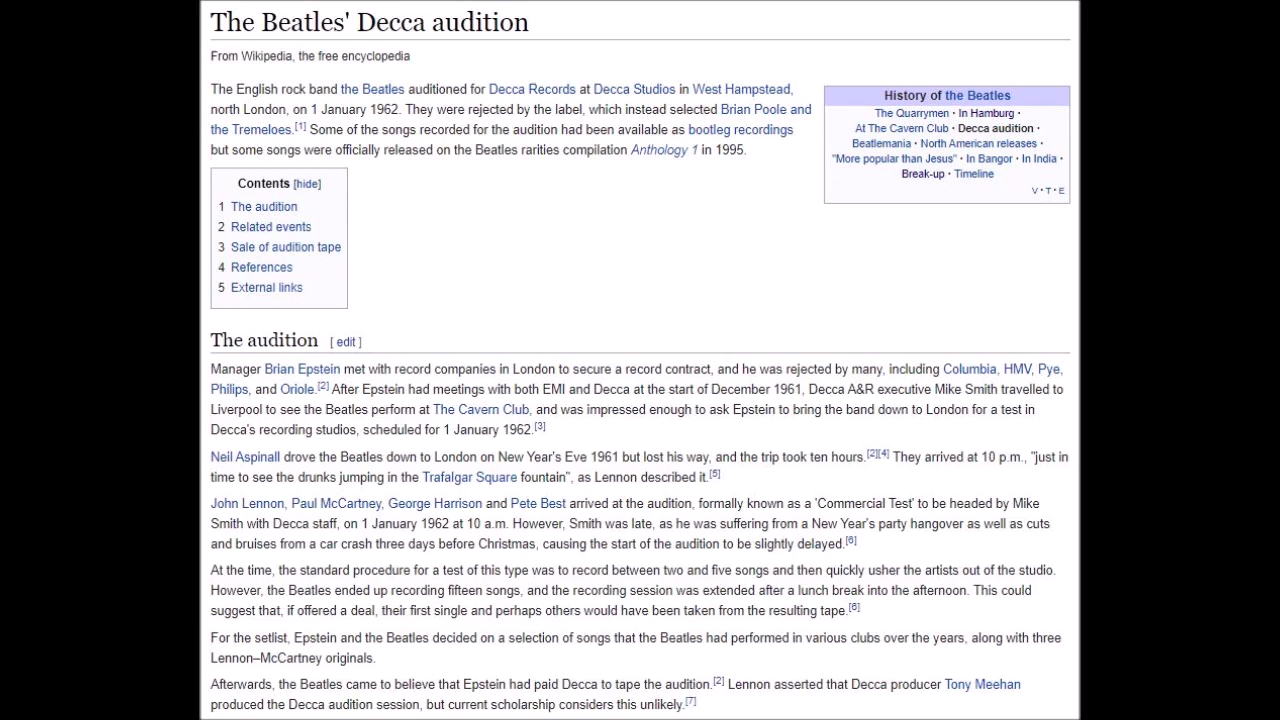 The Beatles' Decca audition
From Wikipedia, the free encyclopedia
The English rock band the Beatles auditioned for Decca Records at Decca Studios in West Hampstead,
north London, on 1 January 1962. They were rejected by the label, which instead selected Brian Poole and
the Tremeloes.[1] Some of the songs recorded for the audition had been available as bootleg recordings
but some songs were officially released on the Beatles rarities compilation Anthology 1 in 1995.
History of the Beatles
The Quarrymen · In Hamburg ·
At The Cavern Club · Decca audition ·
Beatlemania · North American releases ·
"More popular than Jesus" · In Bangor · In India ·
Break-up · Timeline
V · T · E
Contents [hide]
1 The audition
2 Related events
3 Sale of audition tape
4 References
5 External links
The audition [ edit ]
Manager Brian Epstein met with record companies in London to secure a record contract, and he was rejected by many, including Columbia, HMV, Pye,
Philips, and Oriole.[2] After Epstein had meetings with both EMI and Decca at the start of December 1961, Decca A&R executive Mike Smith travelled to
Liverpool to see the Beatles perform at The Cavern Club, and was impressed enough to ask Epstein to bring the band down to London for a test in
Decca's recording studios, scheduled for 1 January 1962.[3]
Neil Aspinall drove the Beatles down to London on New Year's Eve 1961 but lost his way, and the trip took ten hours.[2][4] They arrived at 10 p.m., "just in
time to see the drunks jumping in the Trafalgar Square fountain", as Lennon described it.[5]
John Lennon, Paul McCartney, George Harrison and Pete Best arrived at the audition, formally known as a 'Commercial Test' to be headed by Mike
Smith with Decca staff, on 1 January 1962 at 10 a.m. However, Smith was late, as he was suffering from a New Year's party hangover as well as cuts
and bruises from a car crash three days before Christmas, causing the start of the audition to be slightly delayed.[6]
At the time, the standard procedure for a test of this type was to record between two and five songs and then quickly usher the artists out of the studio.
However, the Beatles ended up recording fifteen songs, and the recording session was extended after a lunch break into the afternoon. This could
suggest that, if offered a deal, their first single and perhaps others would have been taken from the resulting tape.[6]
For the setlist, Epstein and the Beatles decided on a selection of songs that the Beatles had performed in various clubs over the years, along with three
Lennon–McCartney originals.
Afterwards, the Beatles came to believe that Epstein had paid Decca to tape the audition.[2] Lennon asserted that Decca producer Tony Meehan
produced the Decca audition session, but current scholarship considers this unlikely.[7]